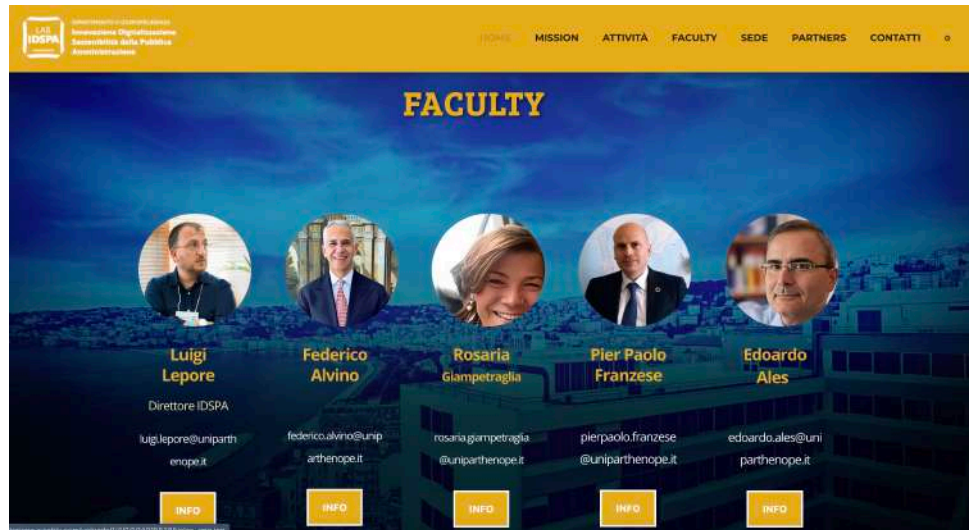 LAB
IDSPA
Innovazione Digitalizzazione
Sostenibilità della Pubblica
Amministrazione
HOME MISSION ATTIVITÀ FACULTY SEDE PARTNERS CONTATTI
FACULTY
Luigi
Lepore
Direttore IDSPA
luigi.lepore@uniparth
enope.it
INFO
Federico
Alvino
federico.alvino@unip
arthenope.it
INFO
Rosaria
Giampetraglia
rosaria.giampetraglia
@uniparthenope.it
INFO
Pier Paolo
Franzese
pierpaolo.franzese
@uniparthenope.it
INFO
Edoardo
Ales
edoardo.ales@uni
parthenope.it
INFO